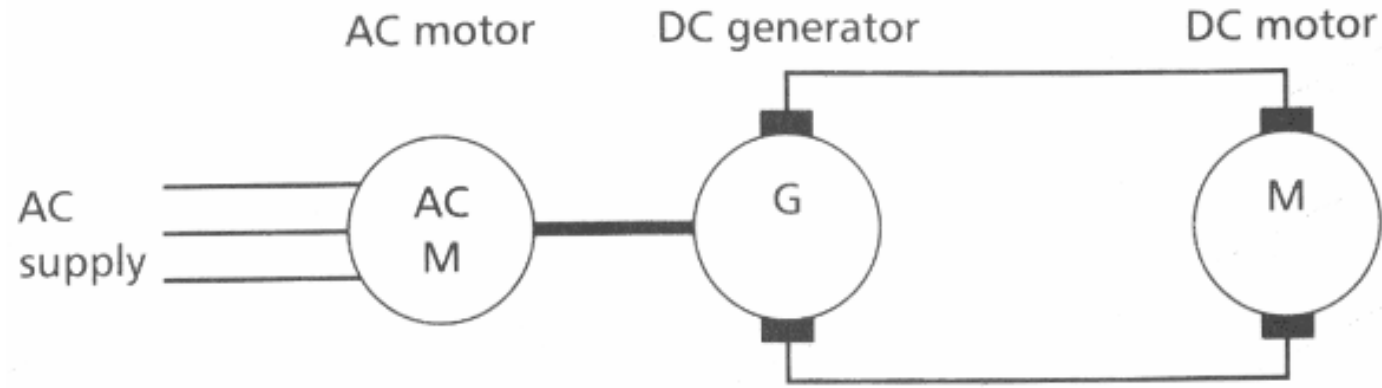 AC motor
DC generator
DC motor
AC
supply
AC
M
G
M